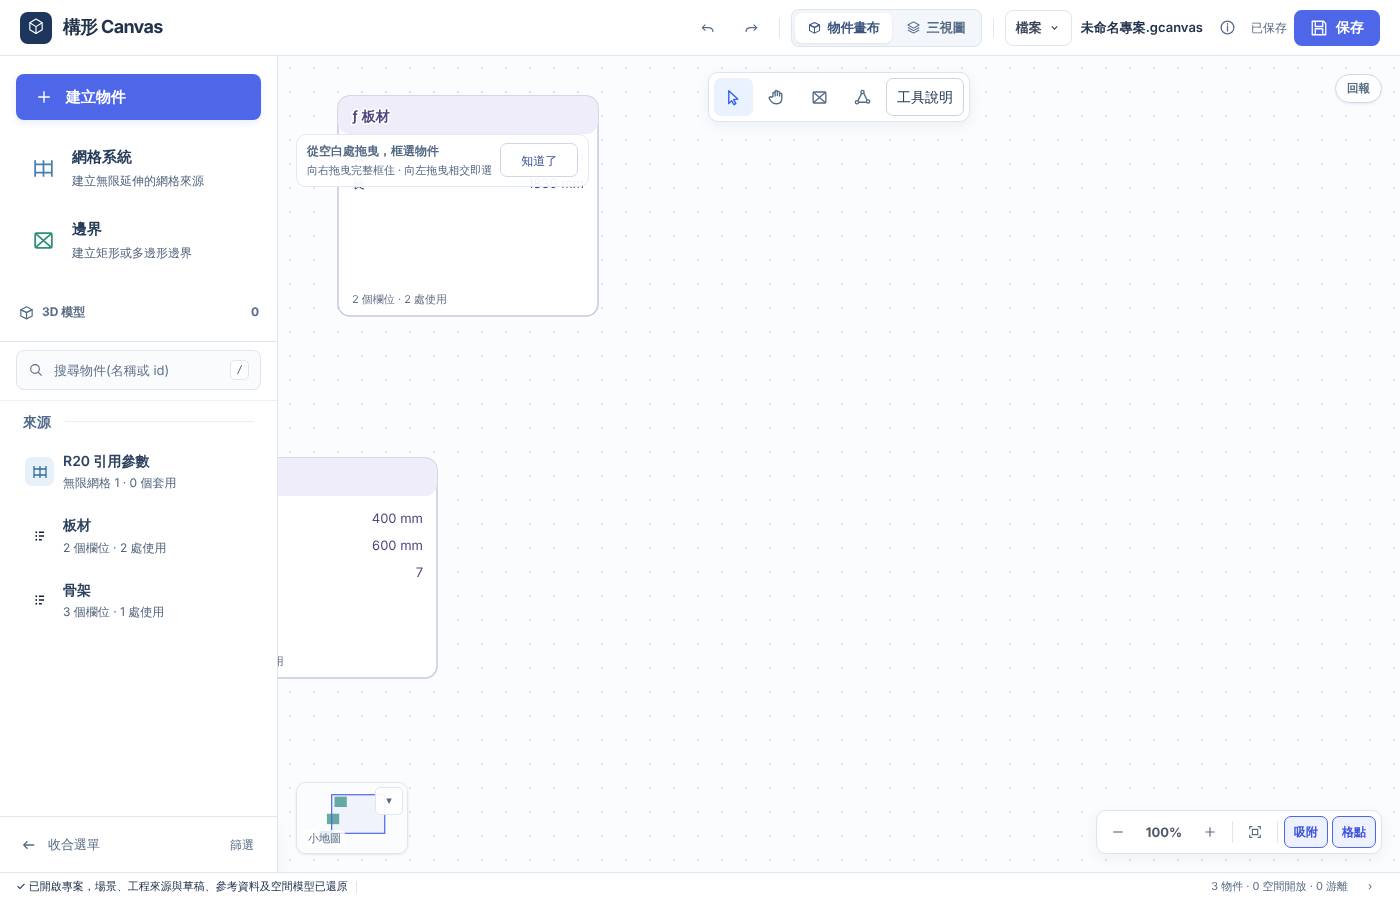 構形 Canvas
物件畫布
三視圖
檔案
未命名專案.gcanvas
已保存
保存
建立物件
網格系統
建立無限延伸的網格來源
邊界
建立矩形或多邊形邊界
3D 模型
0
搜尋物件(名稱或 id)
/
來源
R20 引用參數
無限網格 1 · 0 個套用
板材
2 個欄位 · 2 處使用
骨架
3 個欄位 · 1 處使用
收合選單
篩選
工具說明
回報
ƒ 板材
從空白處拖曳，框選物件
向右拖曳完整框住 · 向左拖曳相交即選
知道了
2 個欄位 · 2 處使用
400 mm
600 mm
7
用
小地圖
▼
100%
吸附
格點
✓ 已開啟專案，場景、工程來源與草稿、參考資料及空間模型已還原
3 物件 · 0 空間開放 · 0 游離
›